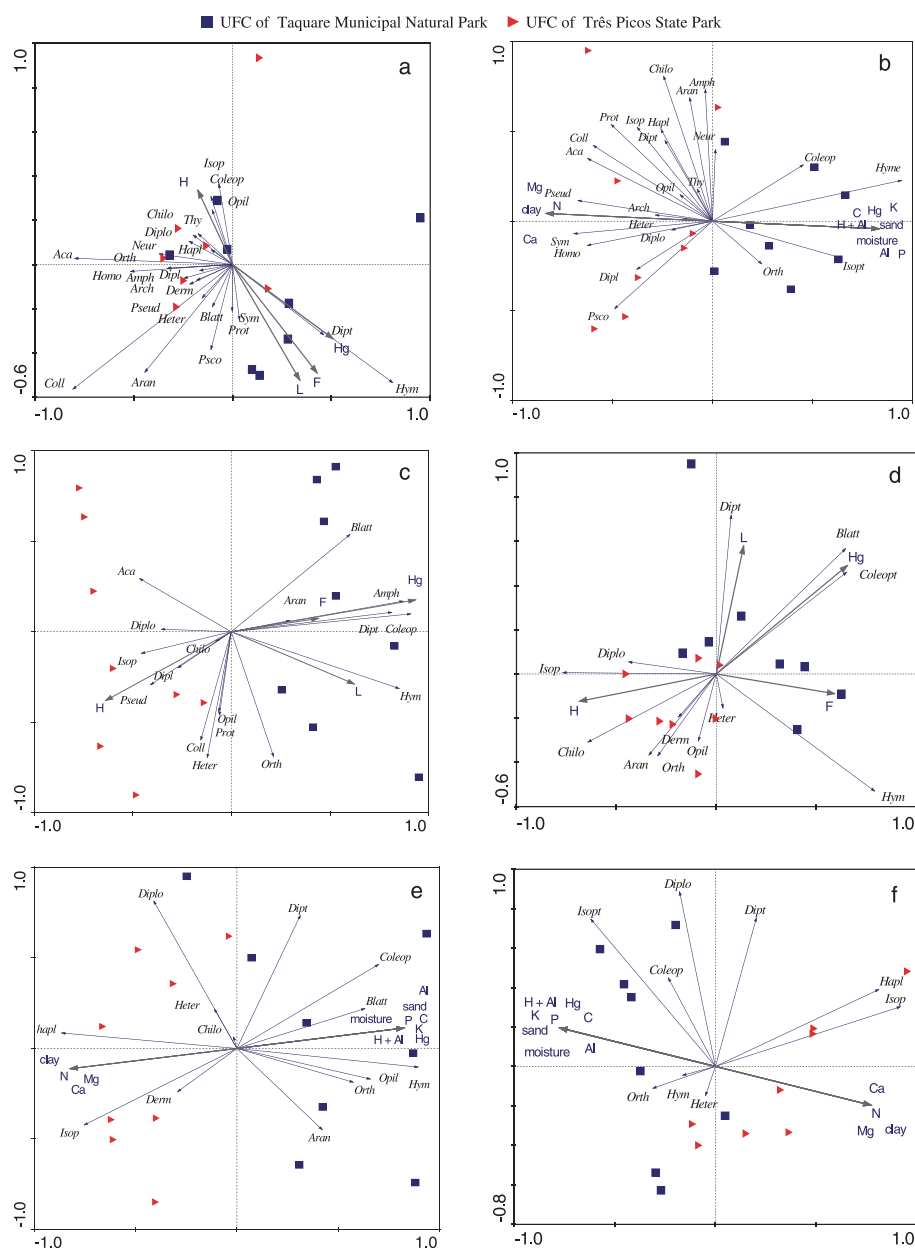 UFC of Taquare Municipal Natural Park UFC of Três Picos State Park
1.0
a
Isop
Coleop
H
Opil
Thy
Chilo
Diplo
Neur
Hapl
Orth
Aca
Homo
Amph
Dipl
Arch
Derm
Pseud
Heter
Blatt
Sym
Prot
Dipt
Hg
Psco
F
L
Coll
Aran
Hym
-0.6
-1.0
1.0
1.0
b
Chilo
Amph
Aran
Prot
Isop
Hapl
Dipt
Neur
Coll
Aca
Coleop
Thy
Hyme
Mg
Pseud
Opil
clay
N
Arch
C
Hg
K
Heter
H + Al
sand
Ca
Sym
Diplo
moisture
Homo
Al
P
Dipl
Orth
Isopt
Psco
-1.0
-1.0
1.0
1.0
c
Blatt
Aca
Hg
Aran
Amph
F
Diplo
Dipt
Coleop
Chilo
Isop
Dipl
L
Hym
Pseud
H
Opil
Prot
Coll
Heter
Orth
-1.0
-1.0
1.0
1.0
d
Dipt
L
Blatt
Hg
Coleopt
Diplo
Isop
H
F
Heter
Chilo
Derm
Opil
Aran
Orth
Hym
-0.6
-1.0
1.0
1.0
e
Diplo
Dipt
Coleop
Al
Heter
Blatt
sand
moisture
P
C
hapl
Chilo
K
H + Al
Hg
clay
N
Mg
Ca
Opil
Hym
Derm
Orth
Isop
Aran
-1.0
-1.0
1.0
1.0
f
Diplo
Isopt
Dipt
Coleop
Hapl
H + Al
Hg
Isop
K
P
C
sand
moisture
Al
Orth
Hym
Heter
Ca
N
Mg
clay
-0.8
-1.0
1.0